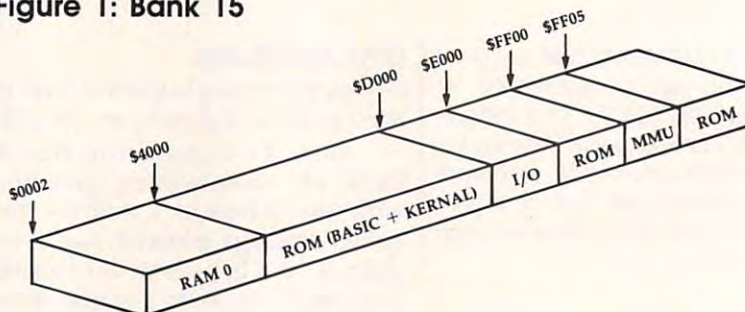 Figure 1: Bank 15
$0002
$4000
$D000
$E000
$FF00
$FF05
RAM 0
ROM (BASIC + KERNAL)
I/O
ROM
MMU
ROM